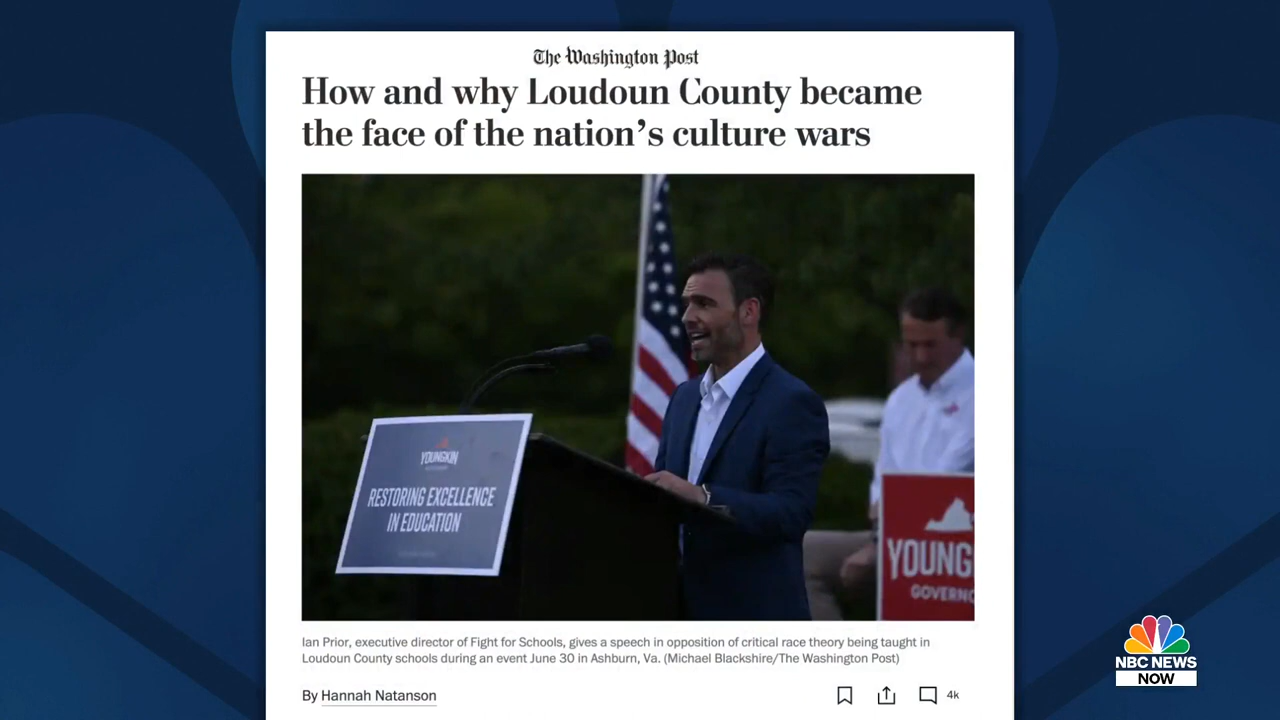 The Washington Post
How and why Loudoun County became
the face of the nation's culture wars
YOUNGKIN
RESTORING EXCELLENCE
IN EDUCATION
YOUNG
GOVERNO
Ian Prior, executive director of Fight for Schools, gives a speech in opposition of critical race theory being taught in
Loudoun County schools during an event June 30 in Ashburn, Va. (Michael Blackshire/The Washington Post)
By Hannah Natanson
4k
NBC NEWS
NOW